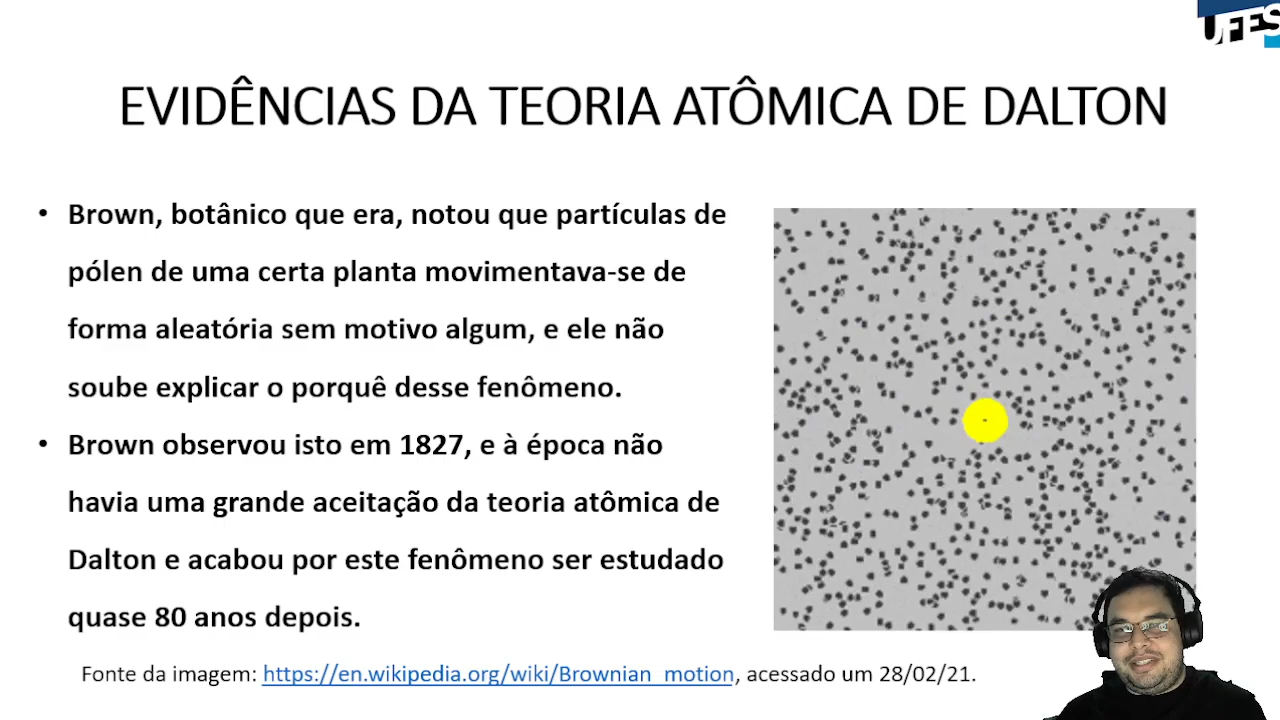 UFES
EVIDÊNCIAS DA TEORIA ATÔMICA DE DALTON
• Brown, botânico que era, notou que partículas de
pólen de uma certa planta movimentava-se de
forma aleatória sem motivo algum, e ele não
soube explicar o porquê desse fenômeno.
• Brown observou isto em 1827, e à época não
havia uma grande aceitação da teoria atômica de
Dalton e acabou por este fenômeno ser estudado
quase 80 anos depois.
Fonte da imagem: https://en.wikipedia.org/wiki/Brownian_motion, acessado um 28/02/21.